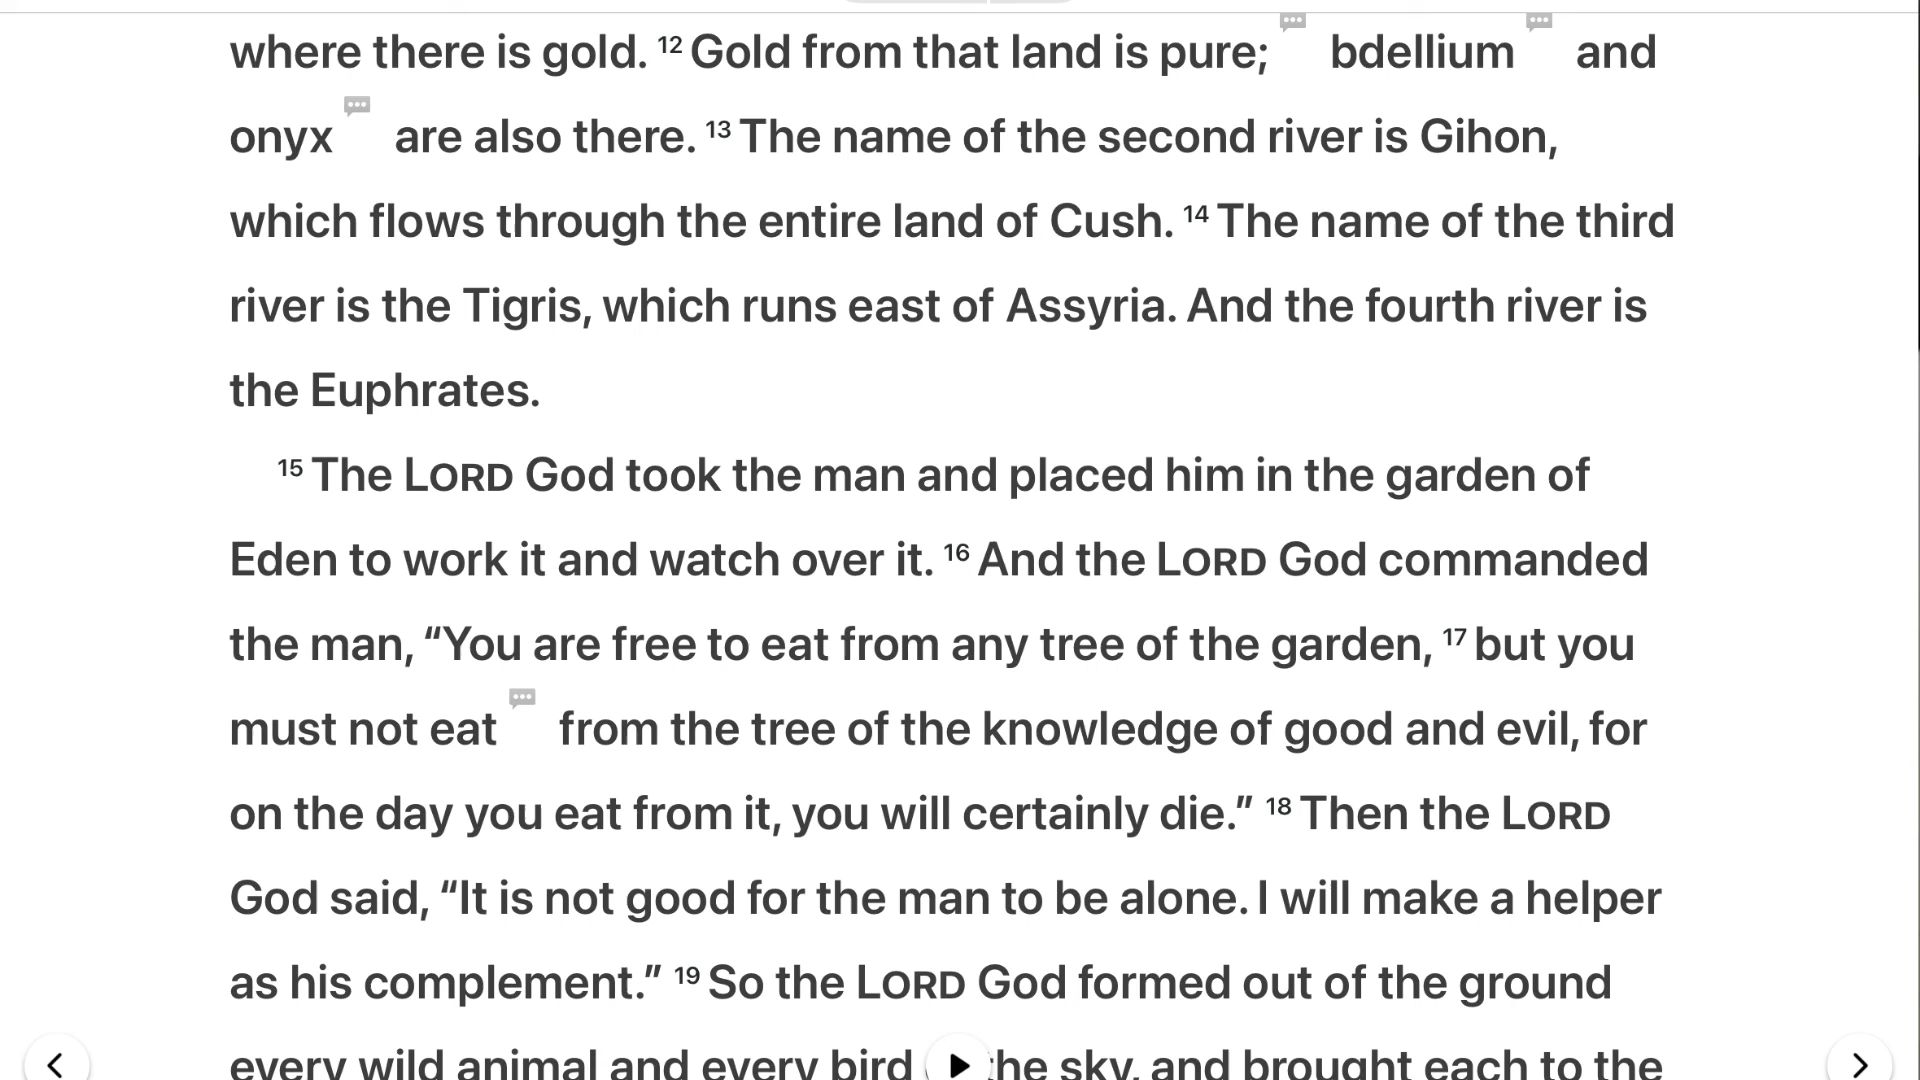 where there is gold. 12 Gold from that land is pure; bdellium and
onyx are also there. 13 The name of the second river is Gihon,
which flows through the entire land of Cush. 14 The name of the third
river is the Tigris, which runs east of Assyria. And the fourth river is
the Euphrates.
15 The LORD God took the man and placed him in the garden of
Eden to work it and watch over it. 16 And the LORD God commanded
the man, “You are free to eat from any tree of the garden, 17 but you
must not eat from the tree of the knowledge of good and evil, for
on the day you eat from it, you will certainly die.” 18 Then the LORD
God said, “It is not good for the man to be alone. I will make a helper
as his complement.” 19 So the LORD God formed out of the ground
every wild animal and every bird the sky, and brought each to the